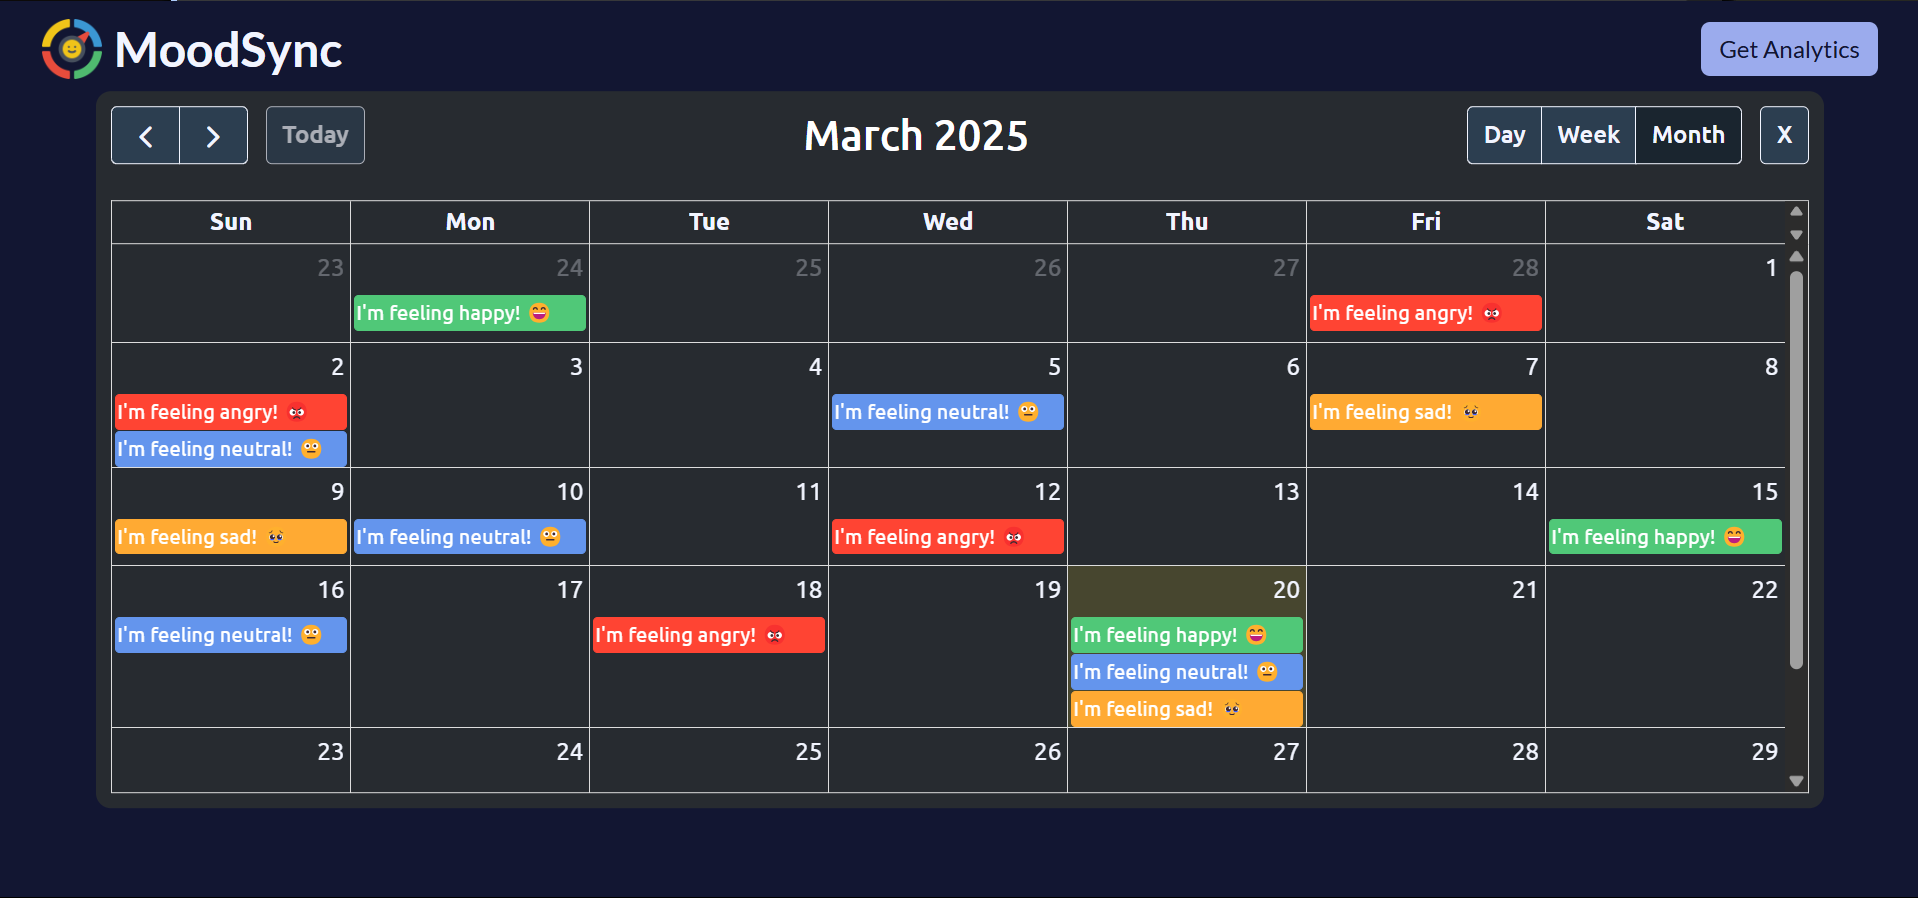 MoodSync
Get Analytics
Today
March 2025
Day Week Month X
Sun Mon Tue Wed Thu Fri Sat
23 24 25 26 27 28 1
I'm feeling happy! 😄 I'm feeling angry! 😡
2 3 4 5 6 7 8
I'm feeling angry! 😡 I'm feeling neutral! 😐 I'm feeling sad! 🥺
I'm feeling neutral! 😐
9 10 11 12 13 14 15
I'm feeling sad! 🥺 I'm feeling neutral! 😐 I'm feeling angry! 😡 I'm feeling happy! 😄
16 17 18 19 20 21 22
I'm feeling neutral! 😐 I'm feeling angry! 😡 I'm feeling happy! 😄
I'm feeling neutral! 😐
I'm feeling sad! 🥺
23 24 25 26 27 28 29